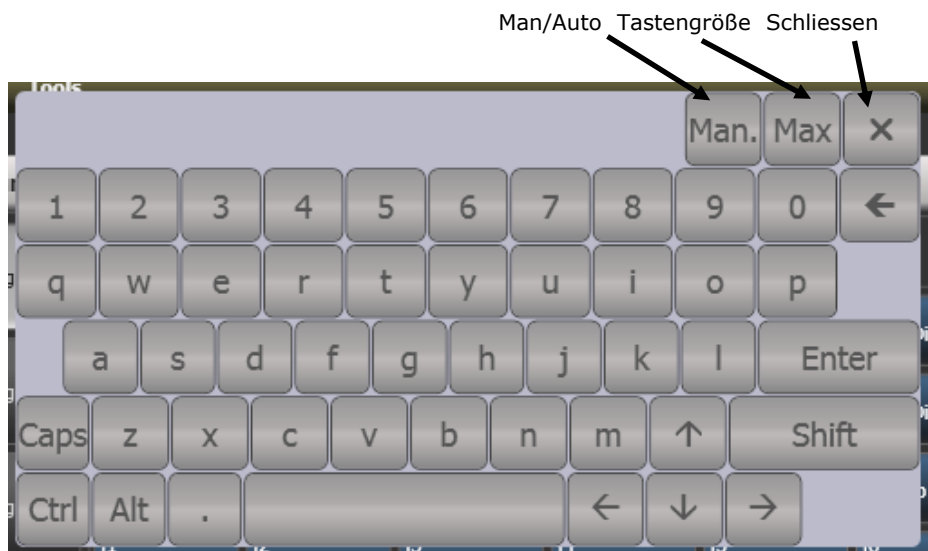 Man/Auto Tastengröße Schliessen
Tools
Man. Max ×
1 2 3 4 5 6 7 8 9 0 ←
q w e r t y u i o p
a s d f g h j k l Enter
Caps z x c v b n m ↑ Shift
Ctrl Alt . ← ↓ →